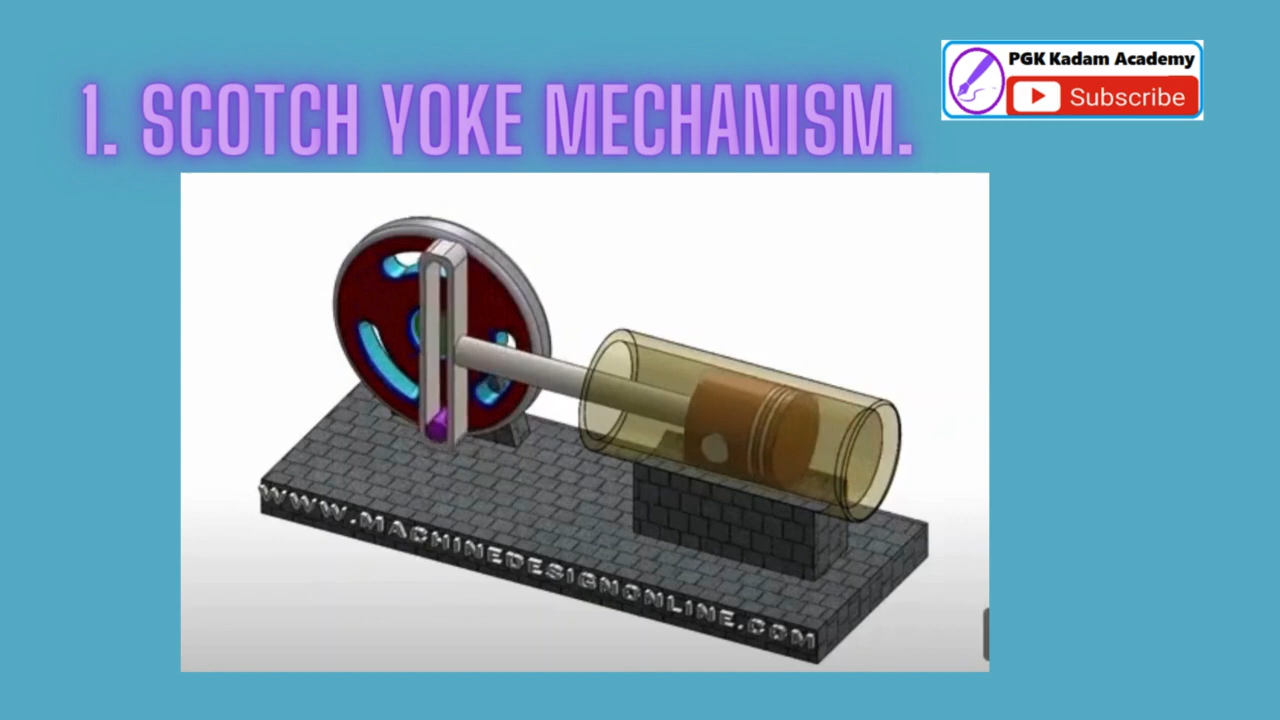 1. SCOTCH YOKE MECHANISM.
PGK Kadam Academy
Subscribe
WWW.MACHINEDESIGNONLINE.COM